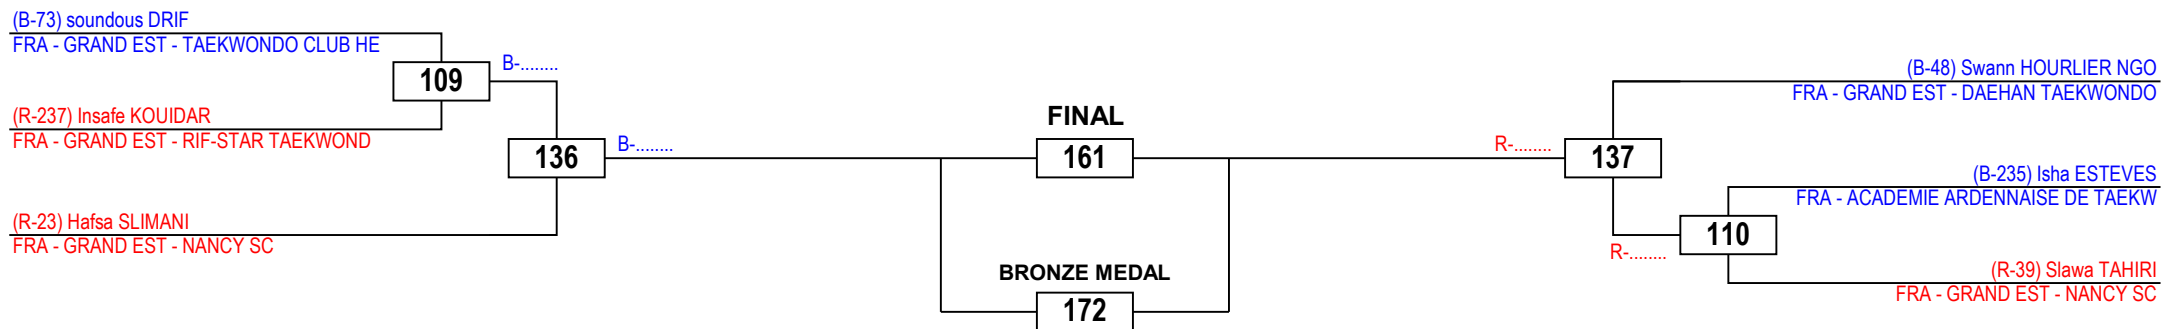 (B-73) soundous DRIF
FRA - GRAND EST - TAEKWONDO CLUB HE
109
B-........
(R-237) Insafe KOUIDAR
FRA - GRAND EST - RIF-STAR TAEKWOND
136
B-........
(R-23) Hafsa SLIMANI
FRA - GRAND EST - NANCY SC
FINAL
161
BRONZE MEDAL
172
(B-48) Swann HOURLIER NGO
FRA - GRAND EST - DAEHAN TAEKWONDO
R-........
137
(B-235) Isha ESTEVES
FRA - ACADEMIE ARDENNAISE DE TAEKW
R-........
110
(R-39) Slawa TAHIRI
FRA - GRAND EST - NANCY SC